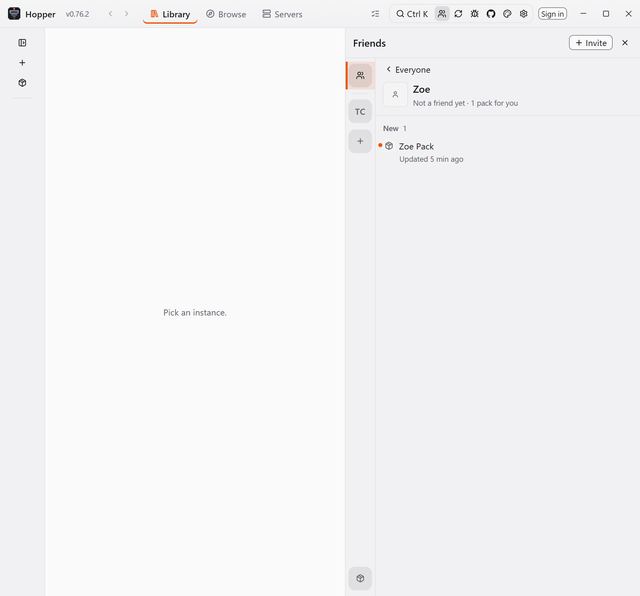 Hopper v0.76.2 Library Browse Servers Ctrl K Sign in
Friends Invite
Everyone
Zoe
Not a friend yet · 1 pack for you
New 1
TC
Zoe Pack
Updated 5 min ago
Pick an instance.